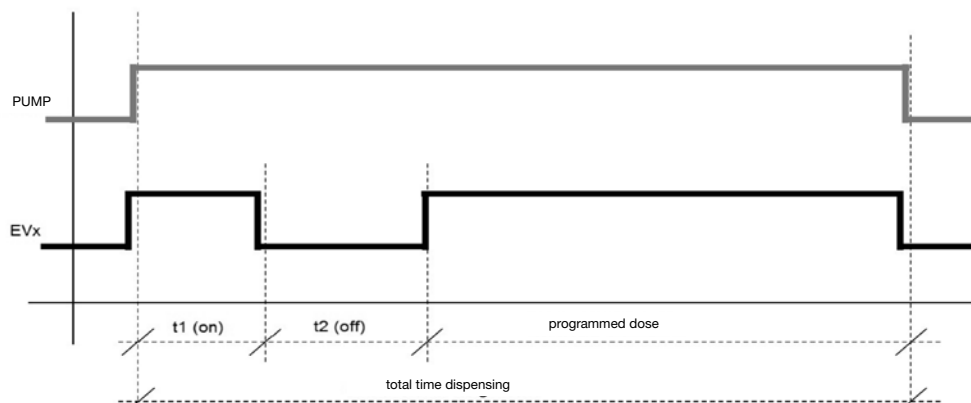 PUMP
EVx
t1 (on)
t2 (off)
programmed dose
total time dispensing